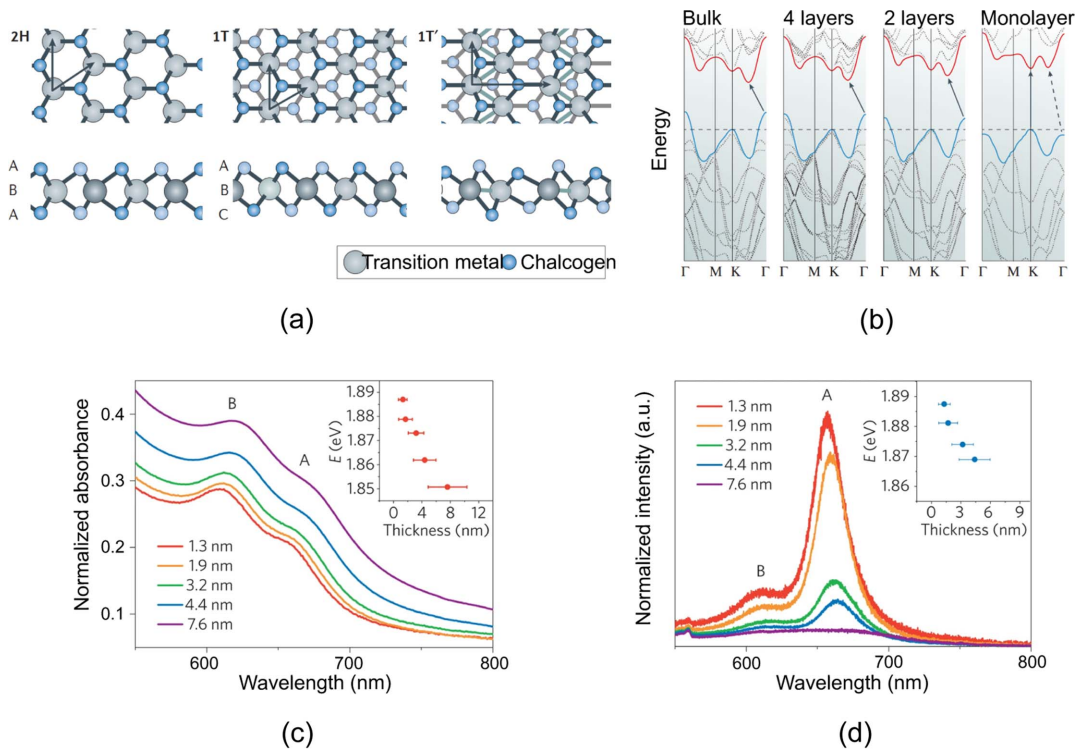 2H
1T
1T′
A
B
A
A
B
C
Transition metal
Chalcogen
(a)
Bulk
4 layers
2 layers
Monolayer
Energy
Γ M K Γ
Γ M K Γ
Γ M K Γ
Γ M K Γ
(b)
Normalized absorbance
0.4
0.3
0.2
0.1
B
A
1.3 nm
1.9 nm
3.2 nm
4.4 nm
7.6 nm
E (eV)
1.89
1.88
1.87
1.86
1.85
0 4 8 12
Thickness (nm)
600 700 800
Wavelength (nm)
(c)
Normalized intensity (a.u.)
1.3 nm
1.9 nm
3.2 nm
4.4 nm
7.6 nm
A
B
E (eV)
1.89
1.88
1.87
1.86
0 3 6 9
Thickness (nm)
600 700 800
Wavelength (nm)
(d)